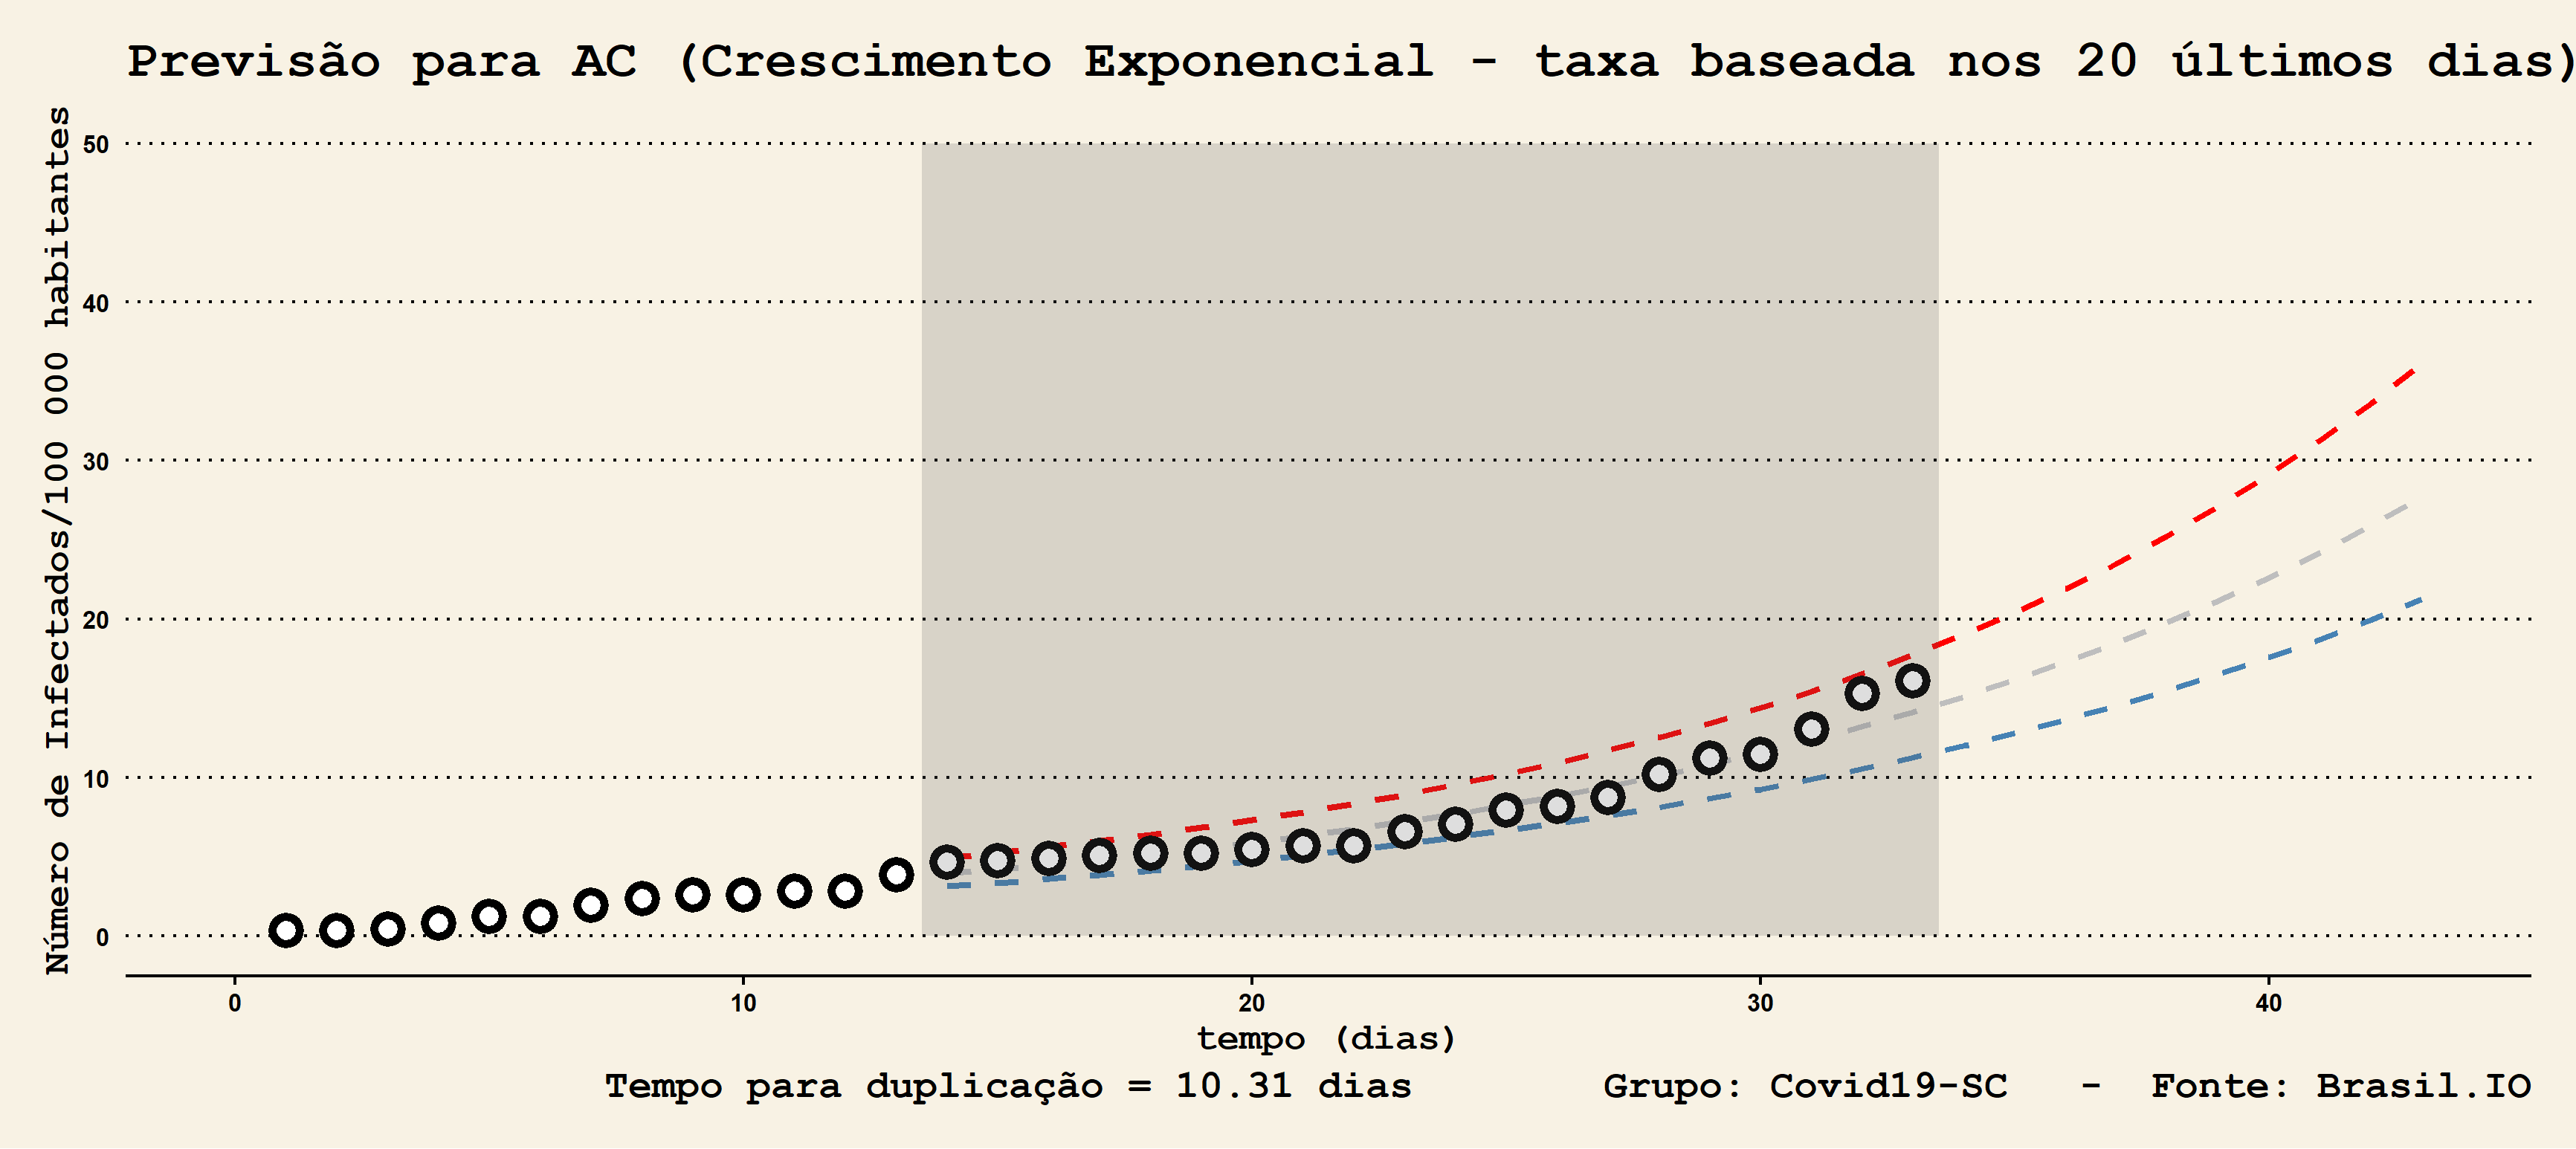 Previsão para AC (Crescimento Exponencial - taxa baseada nos 20 últimos dias)
Número de Infectados/100 000 habitantes
50
40
30
20
10
0
0 10 20 30 40
tempo (dias)
Tempo para duplicação = 10.31 dias Grupo: Covid19-SC - Fonte: Brasil.IO